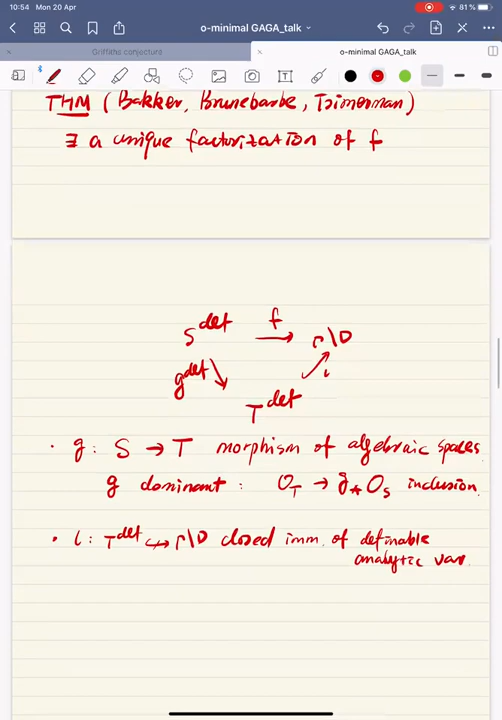 10:54 Mon 20 Apr
81%
o-minimal GAGA_talk
Griffiths conjecture
o-minimal GAGA_talk
THM (Bakker, Brunebarbe, Tsimerman)
∃ a unique factorization of f
S^def f→ Γ\D
g^def ↘ ↗ ι
T^def
· g: S → T morphism of algebraic spaces
g dominant: O_T → g_* O_S inclusion.
· ι: T^def ↪ Γ\D closed imm. of definable
analytic var.